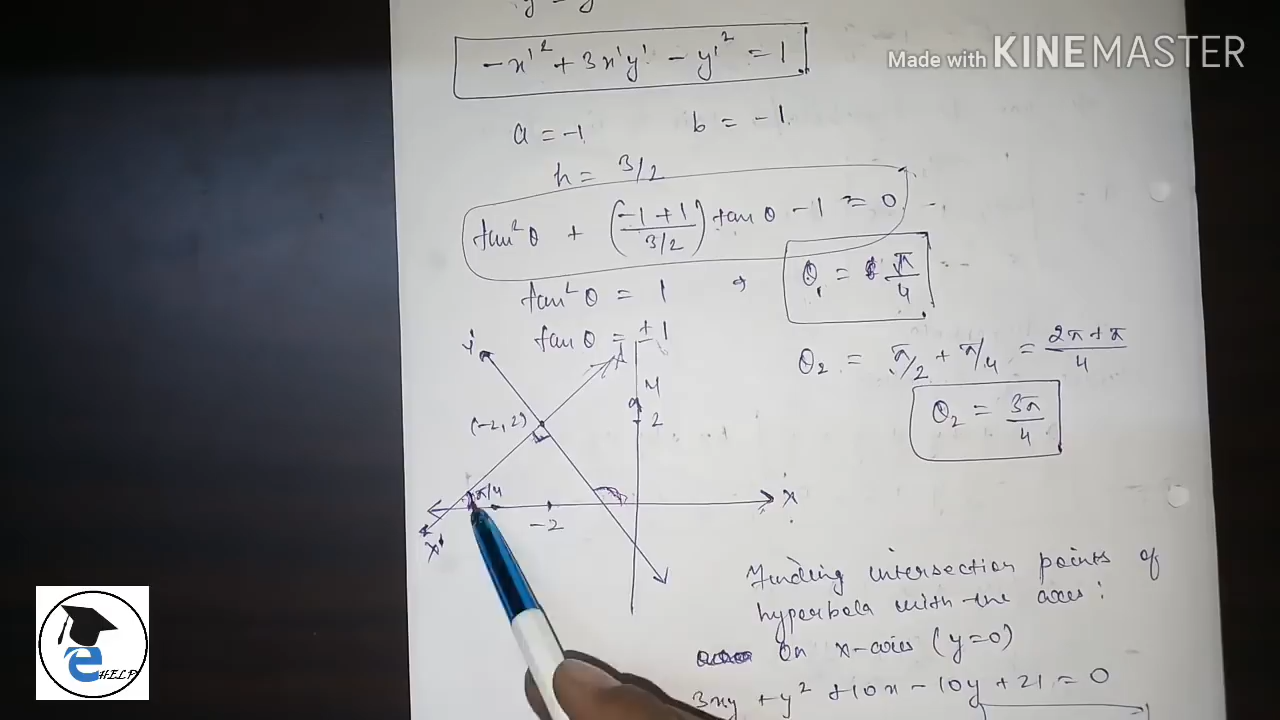 Made with KINEMASTER
-x'² + 3x'y' - y'² = 1
a = -1 b = -1
h = 3/2
tan²θ + (-1+1 / 3/2) tan θ - 1 = 0
tan²θ = 1
θ₁ = π/4
tan θ = ±1
θ₂ = π/2 + π/4 = 2π+π / 4
θ₂ = 3π/4
y'
2
(-2, 2)
π/4
x
-2
x'
Finding intersection points of
hyperbola with the axes:
On x-axies (y=0)
3xy + y² + 10x - 10y + 21 = 0
e HELP